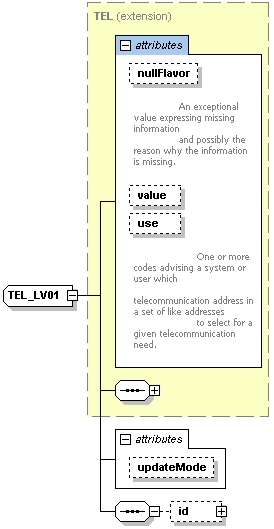 TEL (extension)
attributes
nullFlavor
An exceptional
value expressing missing
information
and possibly the
reason why the information
is missing.
value
use
One or more
codes advising a system or
user which
telecommunication address in
a set of like addresses
to select for a
given telecommunication
need.
TEL_LV01
attributes
updateMode
id